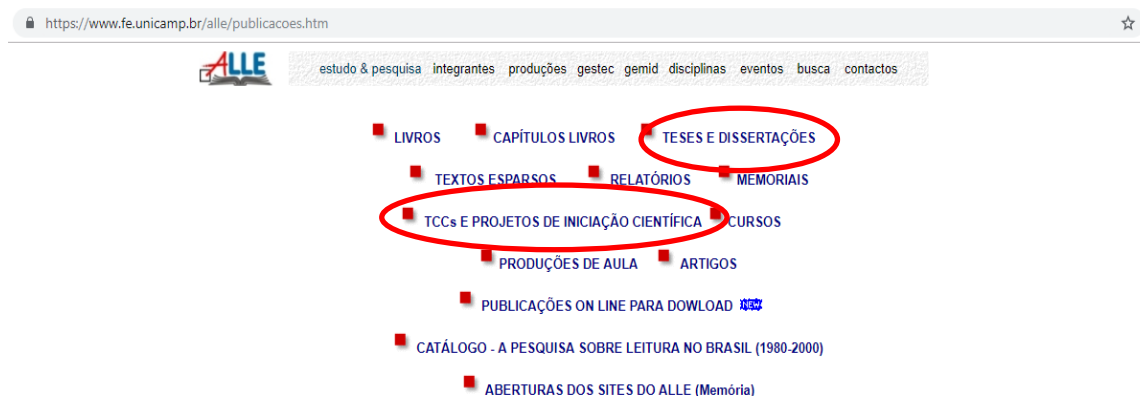 https://www.fe.unicamp.br/alle/publicacoes.htm
ALLE estudo & pesquisa integrantes produções gestec gemid disciplinas eventos busca contactos
LIVROS CAPÍTULOS LIVROS TESES E DISSERTAÇÕES
TEXTOS ESPARSOS RELATÓRIOS MEMORIAIS
TCCs E PROJETOS DE INICIAÇÃO CIENTÍFICA CURSOS
PRODUÇÕES DE AULA ARTIGOS
PUBLICAÇÕES ON LINE PARA DOWLOAD NEW
CATÁLOGO - A PESQUISA SOBRE LEITURA NO BRASIL (1980-2000)
ABERTURAS DOS SITES DO ALLE (Memória)